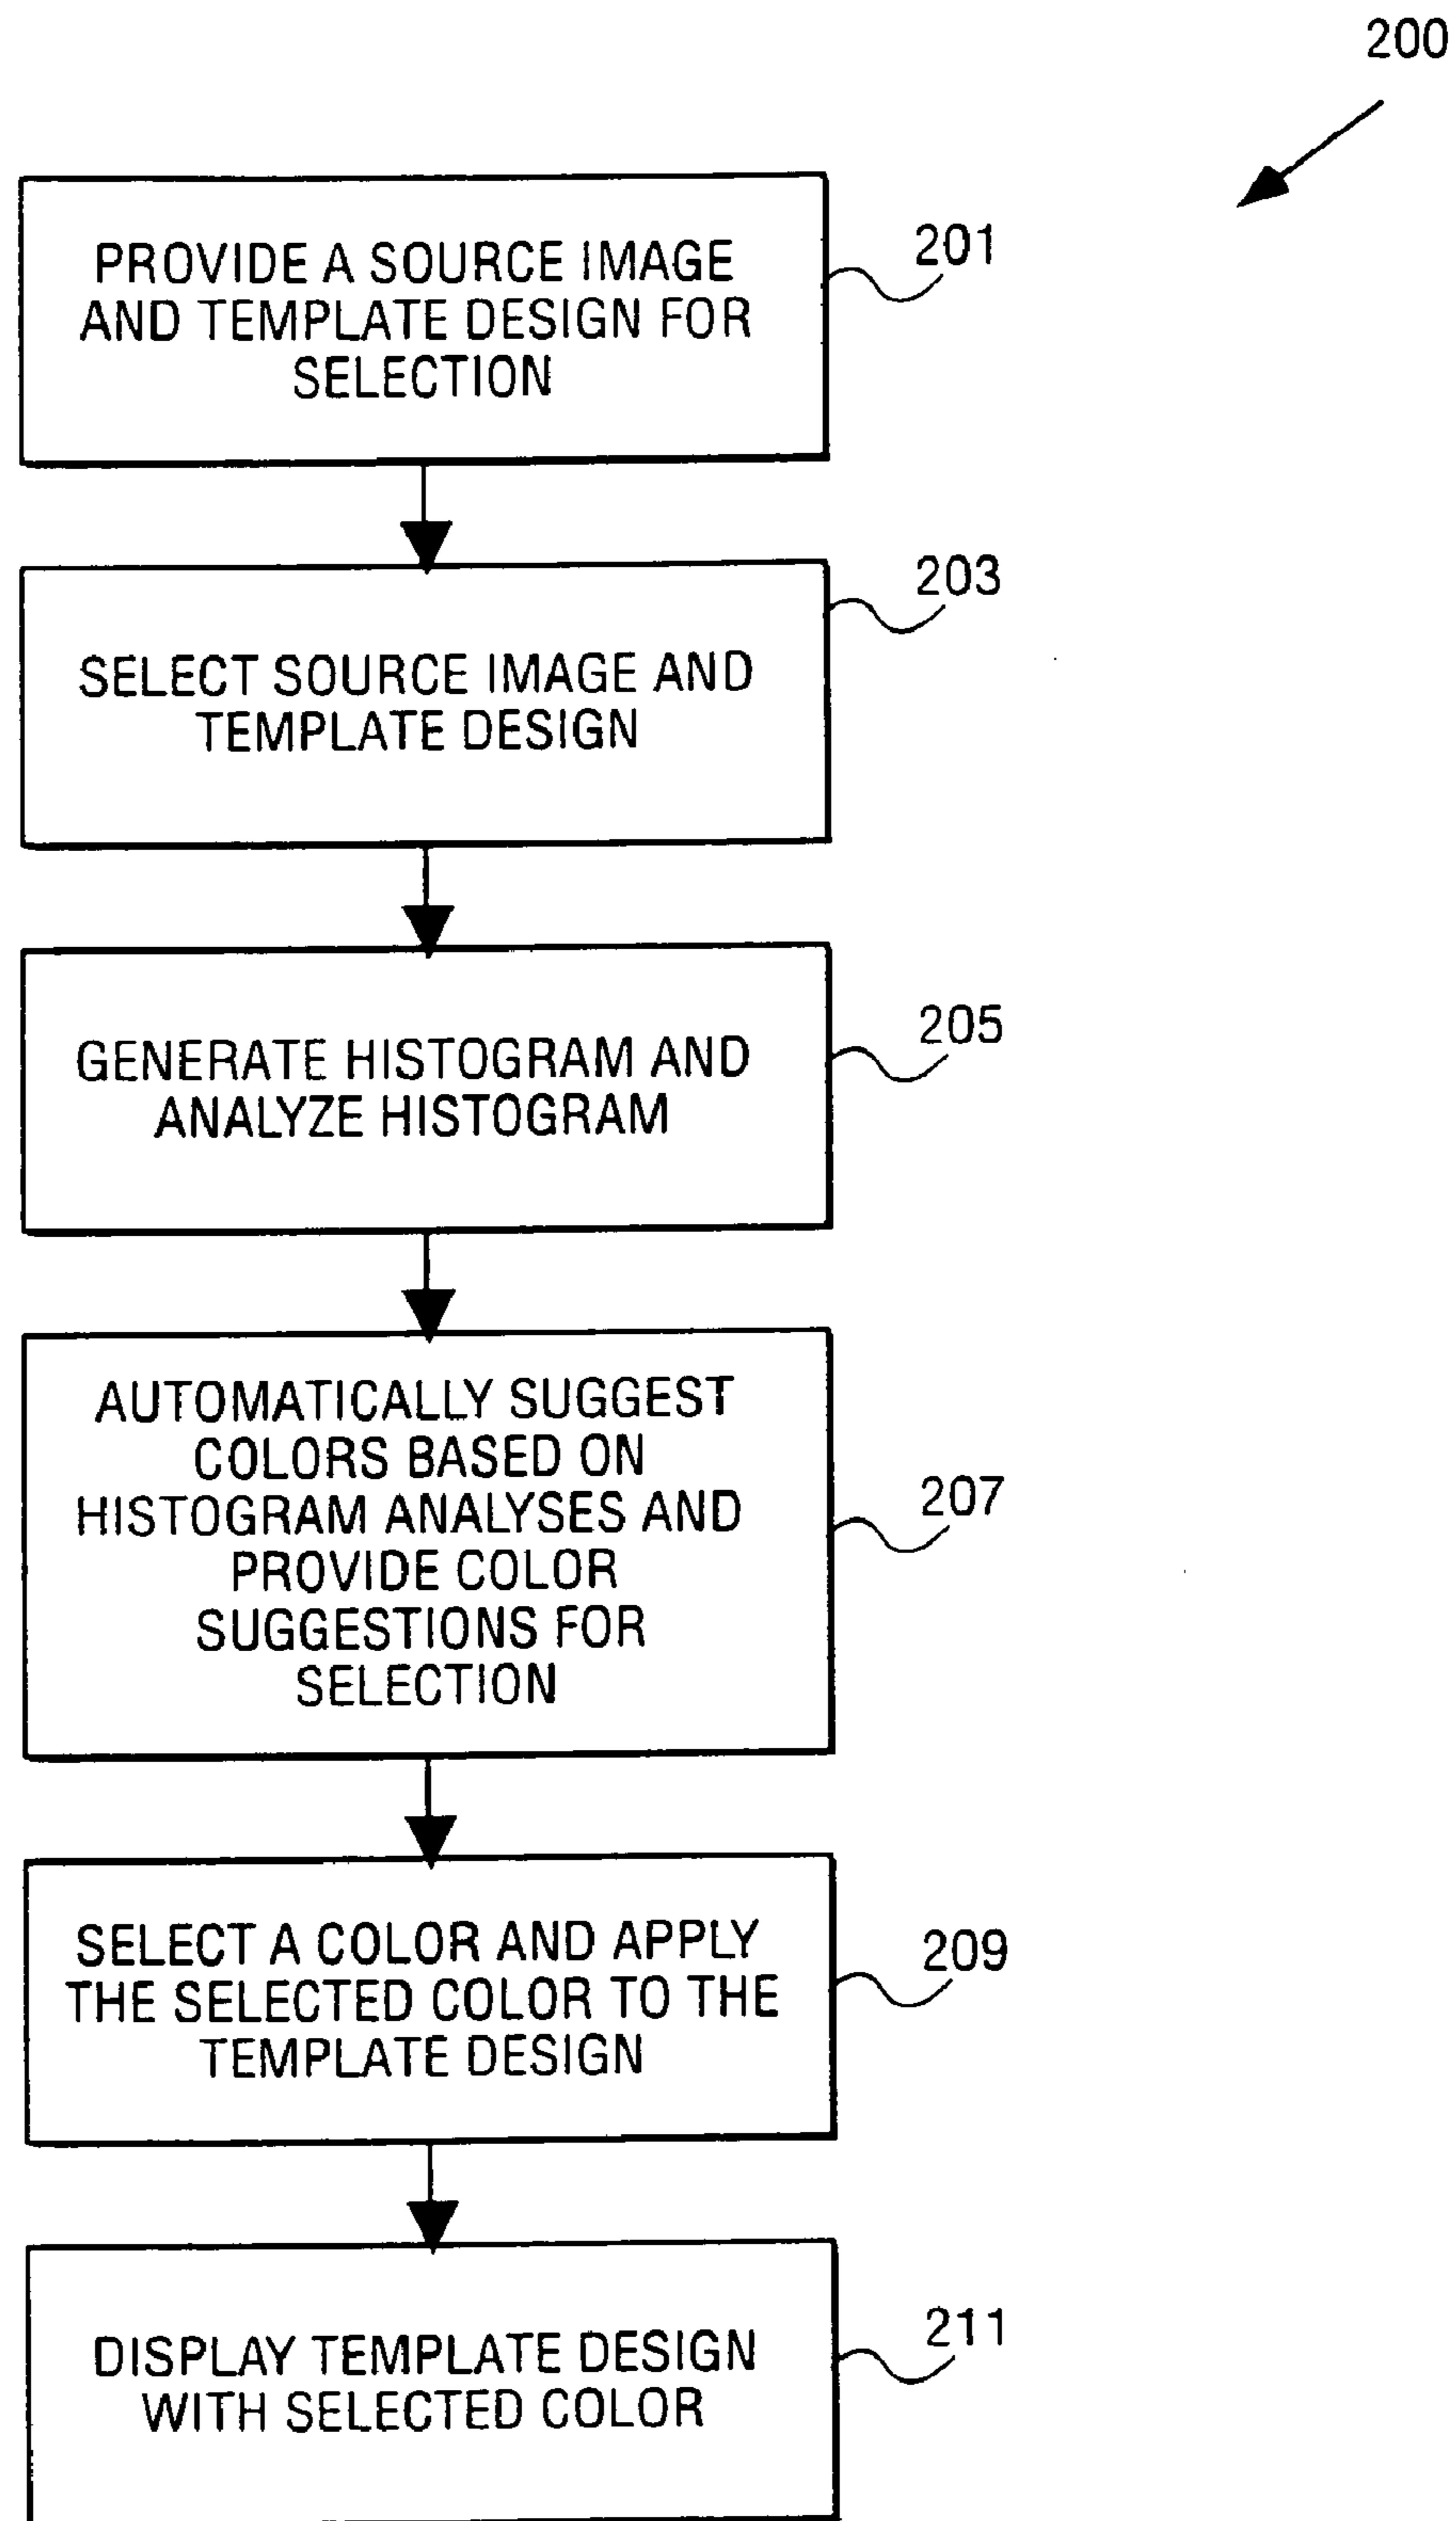 200
PROVIDE A SOURCE IMAGE
AND TEMPLATE DESIGN FOR
SELECTION
201
SELECT SOURCE IMAGE AND
TEMPLATE DESIGN
203
GENERATE HISTOGRAM AND
ANALYZE HISTOGRAM
205
AUTOMATICALLY SUGGEST
COLORS BASED ON
HISTOGRAM ANALYSES AND
PROVIDE COLOR
SUGGESTIONS FOR
SELECTION
207
SELECT A COLOR AND APPLY
THE SELECTED COLOR TO THE
TEMPLATE DESIGN
209
DISPLAY TEMPLATE DESIGN
WITH SELECTED COLOR
211